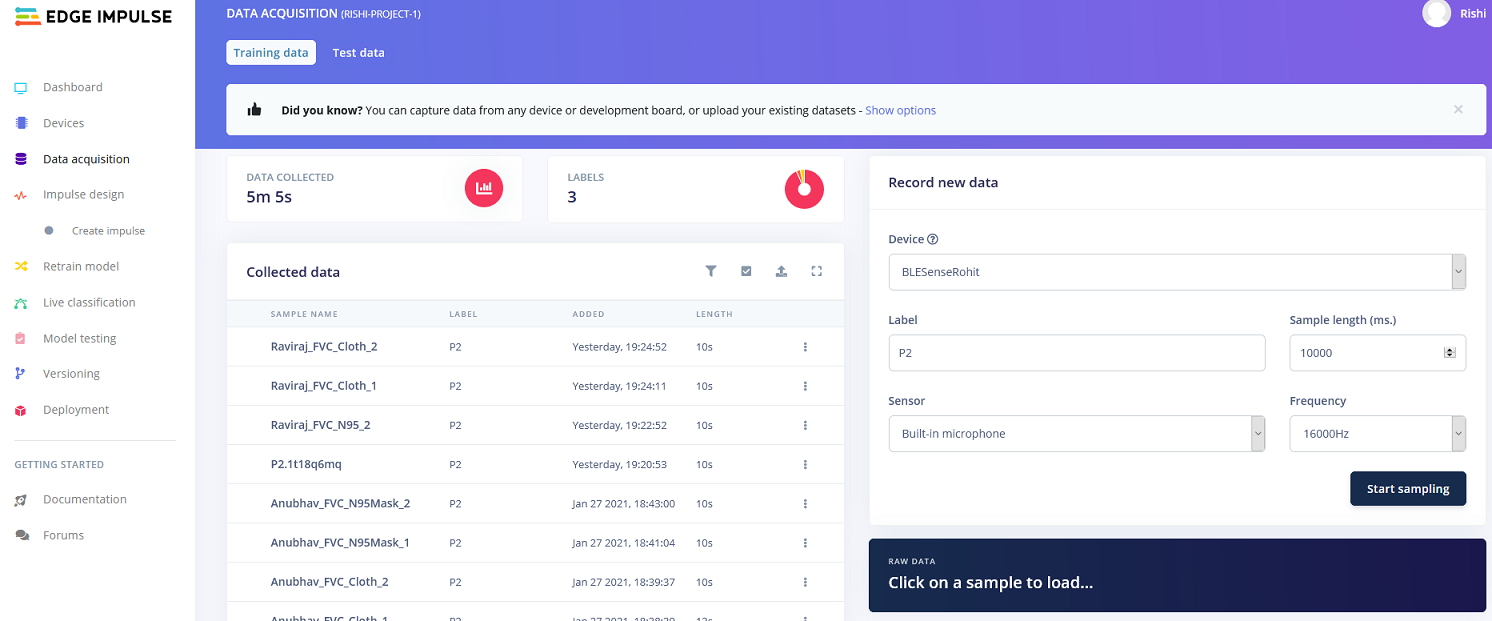 EDGE IMPULSE
Dashboard
Devices
Data acquisition
Impulse design
Create impulse
Retrain model
Live classification
Model testing
Versioning
Deployment
GETTING STARTED
Documentation
Forums
DATA ACQUISITION (RISHI-PROJECT-1)
Rishi
Training data Test data
Did you know? You can capture data from any device or development board, or upload your existing datasets - Show options
DATA COLLECTED
5m 5s
LABELS
3
Collected data
SAMPLE NAME LABEL ADDED LENGTH
Raviraj_FVC_Cloth_2 P2 Yesterday, 19:24:52 10s
Raviraj_FVC_Cloth_1 P2 Yesterday, 19:24:11 10s
Raviraj_FVC_N95_2 P2 Yesterday, 19:22:52 10s
P2.1t18q6mq P2 Yesterday, 19:20:53 10s
Anubhav_FVC_N95Mask_2 P2 Jan 27 2021, 18:43:00 10s
Anubhav_FVC_N95Mask_1 P2 Jan 27 2021, 18:41:04 10s
Anubhav_FVC_Cloth_2 P2 Jan 27 2021, 18:39:37 10s
Anubhav_FVC_Cloth_1 P2 Jan 27 2021,
Record new data
Device
BLESenseRohit
Label
P2
Sample length (ms.)
10000
Sensor
Built-in microphone
Frequency
16000Hz
Start sampling
RAW DATA
Click on a sample to load...